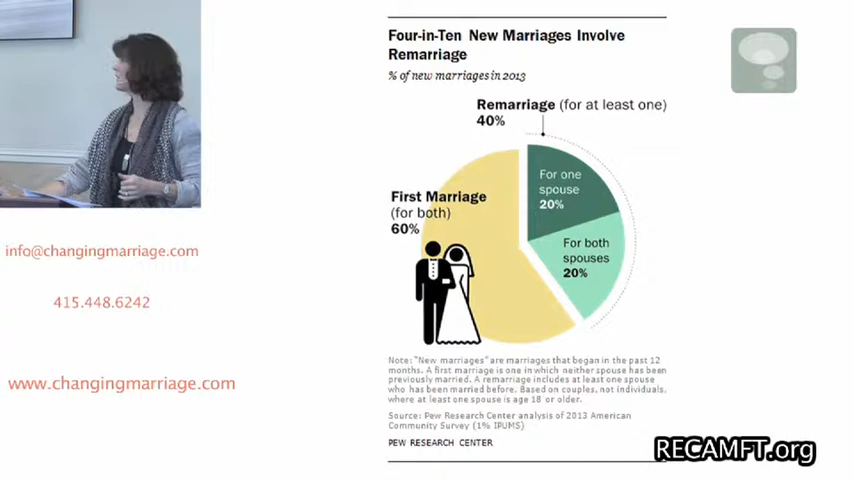 Four-in-Ten New Marriages Involve
Remarriage
% of new marriages in 2013
Remarriage (for at least one)
40%
For one
spouse
20%
First Marriage
(for both)
60%
For both
spouses
20%
Note: "New marriages" are marriages that began in the past 12
months. A first marriage is one in which neither spouse has been
previously married. A remarriage includes at least one spouse
who has been married before. Based on couples, not individuals,
where at least one spouse is age 18 or older.
Source: Pew Research Center analysis of 2013 American
Community Survey (1% IPUMS)
PEW RESEARCH CENTER
info@changingmarriage.com
415.448.6242
www.changingmarriage.com
RECAMFT.org